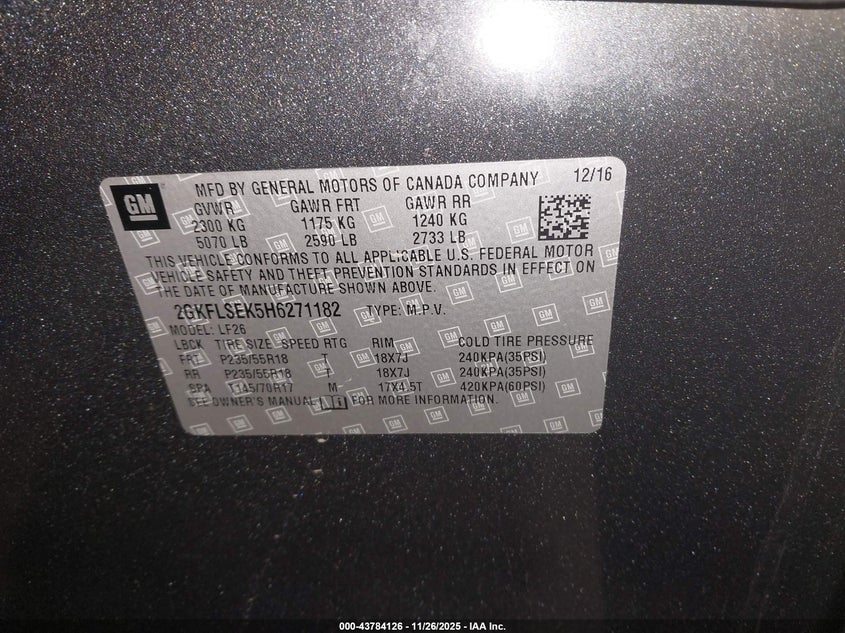 GM
MFD BY GENERAL MOTORS OF CANADA COMPANY 12/16
GVWR GAWR FRT GAWR RR
2300 KG 1175 KG 1240 KG
5070 LB 2590 LB 2733 LB
THIS VEHICLE CONFORMS TO ALL APPLICABLE U.S. FEDERAL MOTOR
VEHICLE SAFETY AND THEFT PREVENTION STANDARDS IN EFFECT ON
THE DATE OF MANUFACTURE SHOWN ABOVE.
2GKFLSEK5H6271182 TYPE: M.P.V.
MODEL: LF26
LBCK TIRE SIZE SPEED RTG RIM COLD TIRE PRESSURE
FRT P235/55R18 T 18X7J 240KPA(35PSI)
RR P235/55R18 T 18X7J 240KPA(35PSI)
SPA T145/70R17 M 17X4.5T 420KPA(60PSI)
SEE OWNER'S MANUAL FOR MORE INFORMATION.
000-43784126 - 11/26/2025 - IAA Inc.